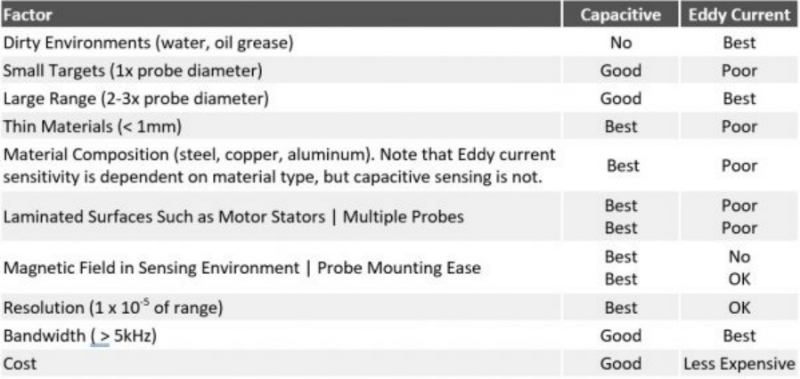 Factor Capacitive Eddy Current
Dirty Environments (water, oil grease) No Best
Small Targets (1x probe diameter) Good Poor
Large Range (2-3x probe diameter) Good Best
Thin Materials (< 1mm) Best Poor
Material Composition (steel, copper, aluminum). Note that Eddy current
sensitivity is dependent on material type, but capacitive sensing is not. Best Poor
Laminated Surfaces Such as Motor Stators | Multiple Probes Best Poor
Best Poor
Magnetic Field in Sensing Environment | Probe Mounting Ease Best No
Best OK
Resolution (1 x 10⁻⁵ of range) Best OK
Bandwidth ( > 5kHz) Good Best
Cost Good Less Expensive